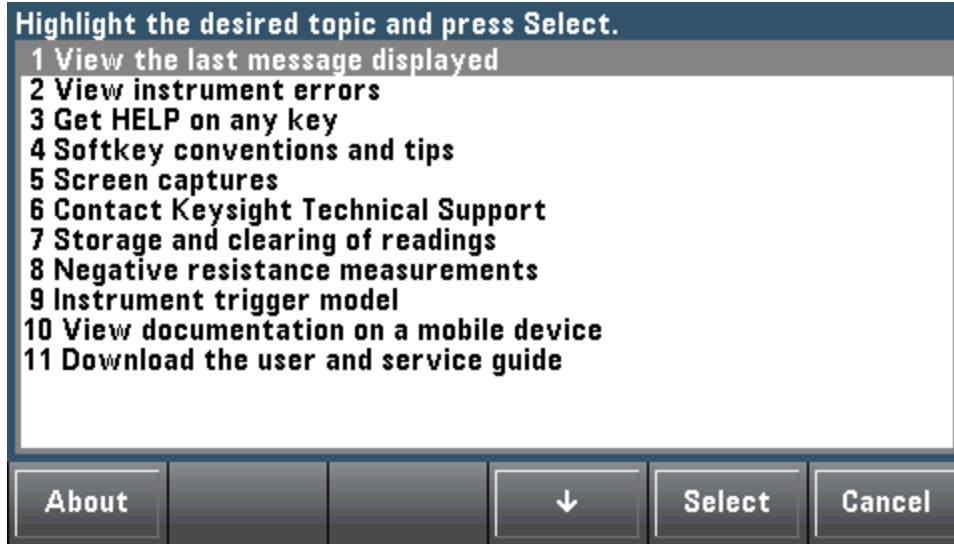 Highlight the desired topic and press Select.
1 View the last message displayed
2 View instrument errors
3 Get HELP on any key
4 Softkey conventions and tips
5 Screen captures
6 Contact Keysight Technical Support
7 Storage and clearing of readings
8 Negative resistance measurements
9 Instrument trigger model
10 View documentation on a mobile device
11 Download the user and service guide
About ↓ Select Cancel